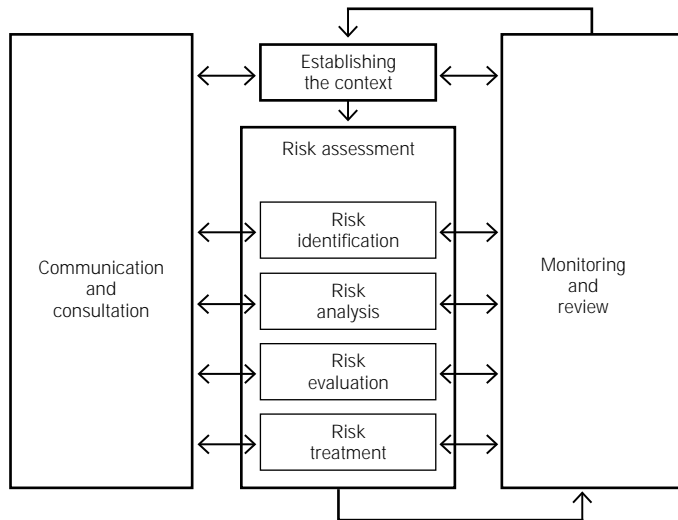 Establishing
the context
Risk assessment
Risk
identification
Communication
and
consultation
Monitoring
and
review
Risk
analysis
Risk
evaluation
Risk
treatment